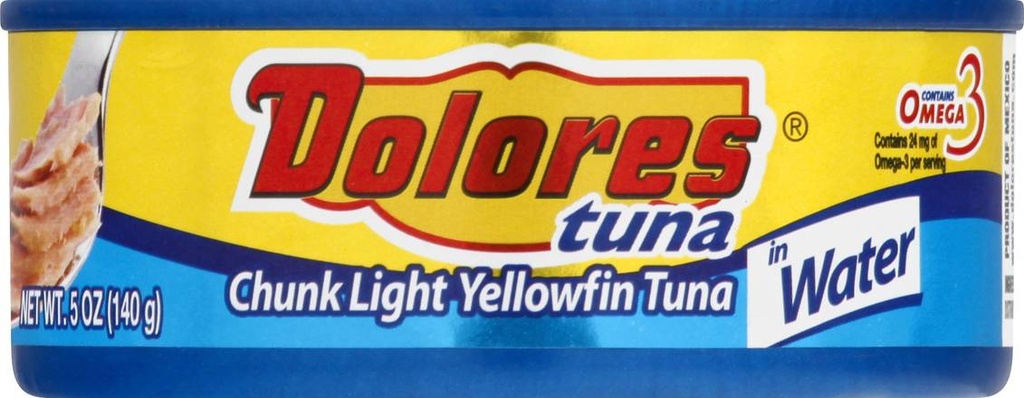 Dolores®
tuna
Chunk Light Yellowfin Tuna
in
Water
CONTAINS
OMEGA 3
Contains 24 mg of
Omega-3 per serving
NET WT. 5 OZ (140 g)
PRODUCT OF MEXICO